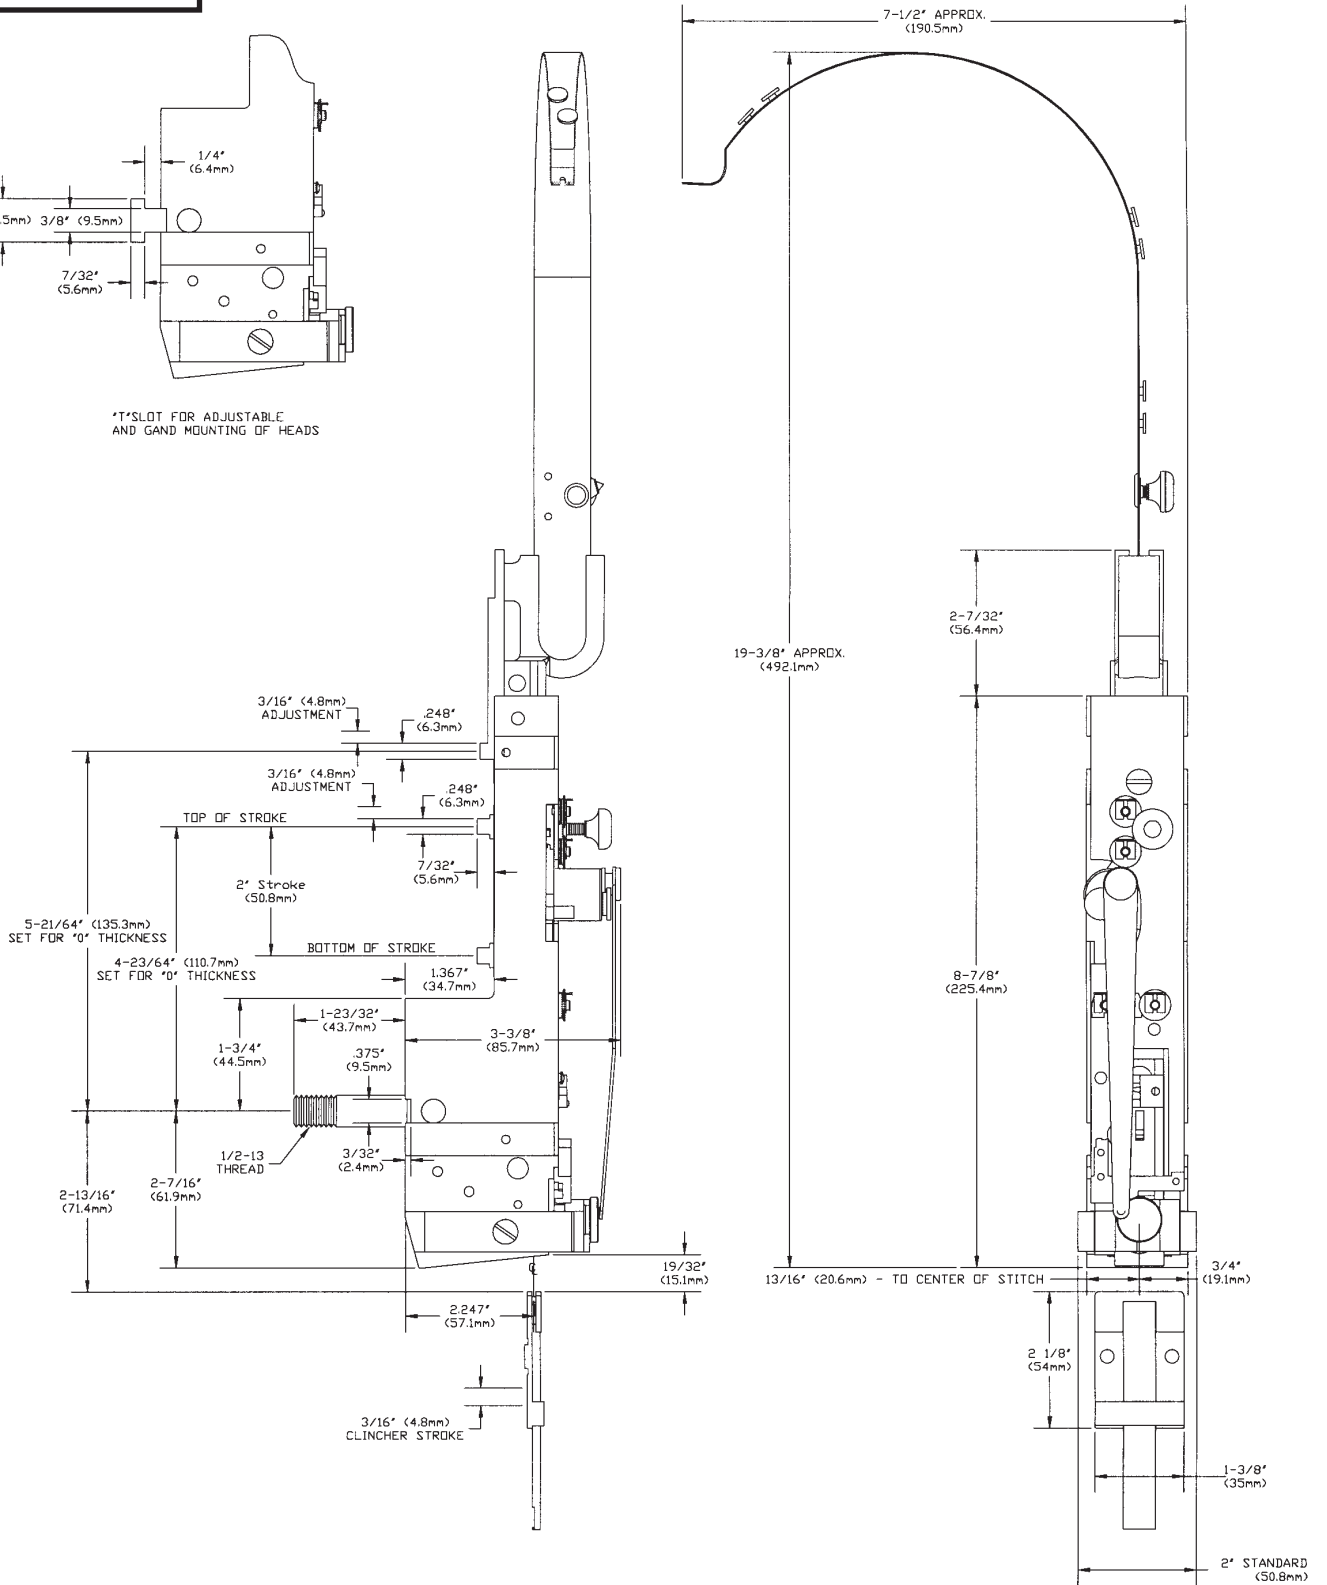 7-1/2" APPROX.
(190.5mm)
1/4"
(6.4mm)
.5mm) 3/8" (9.5mm)
7/32"
(5.6mm)
"T"SLOT FOR ADJUSTABLE
AND GAND MOUNTING OF HEADS
2-7/32"
(56.4mm)
19-3/8" APPROX.
(492.1mm)
3/16" (4.8mm)
ADJUSTMENT
.248"
(6.3mm)
3/16" (4.8mm)
ADJUSTMENT
.248"
(6.3mm)
TOP OF STROKE
7/32"
(5.6mm)
2" Stroke
(50.8mm)
5-21/64" (135.3mm)
SET FOR "0" THICKNESS
BOTTOM OF STROKE
4-23/64" (110.7mm)
SET FOR "0" THICKNESS
1.367"
(34.7mm)
8-7/8"
(225.4mm)
1-23/32"
(43.7mm)
3-3/8"
(85.7mm)
1-3/4"
(44.5mm)
.375"
(9.5mm)
1/2-13
THREAD
3/32"
(2.4mm)
2-13/16"
(71.4mm)
2-7/16"
(61.9mm)
19/32"
(15.1mm)
13/16" (20.6mm) - TO CENTER OF STITCH
3/4"
(19.1mm)
2.247"
(57.1mm)
2 1/8"
(54mm)
3/16" (4.8mm)
CLINCHER STROKE
1-3/8"
(35mm)
2" STANDARD
(50.8mm)